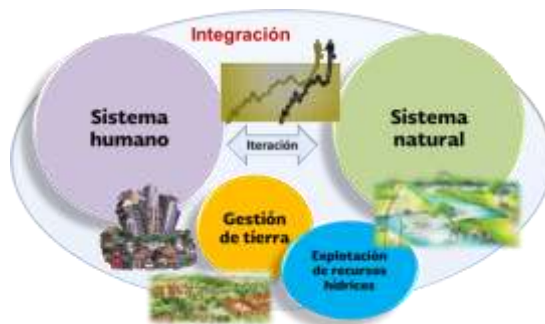 Integración
Sistema
humano
Iteración
Sistema
natural
Gestión
de tierra
Explotación
de recursos
hídricos